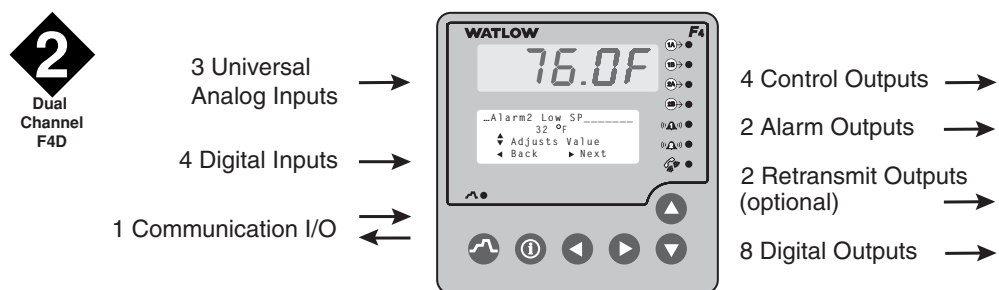 2
Dual
Channel
F4D
3 Universal
Analog Inputs
4 Digital Inputs
1 Communication I/O
WATLOW
F4
76.0F
1A
1B
2A
2B
…Alarm2 Low SP_______
32 °F
Adjusts Value
Back Next
4 Control Outputs
2 Alarm Outputs
2 Retransmit Outputs
(optional)
8 Digital Outputs